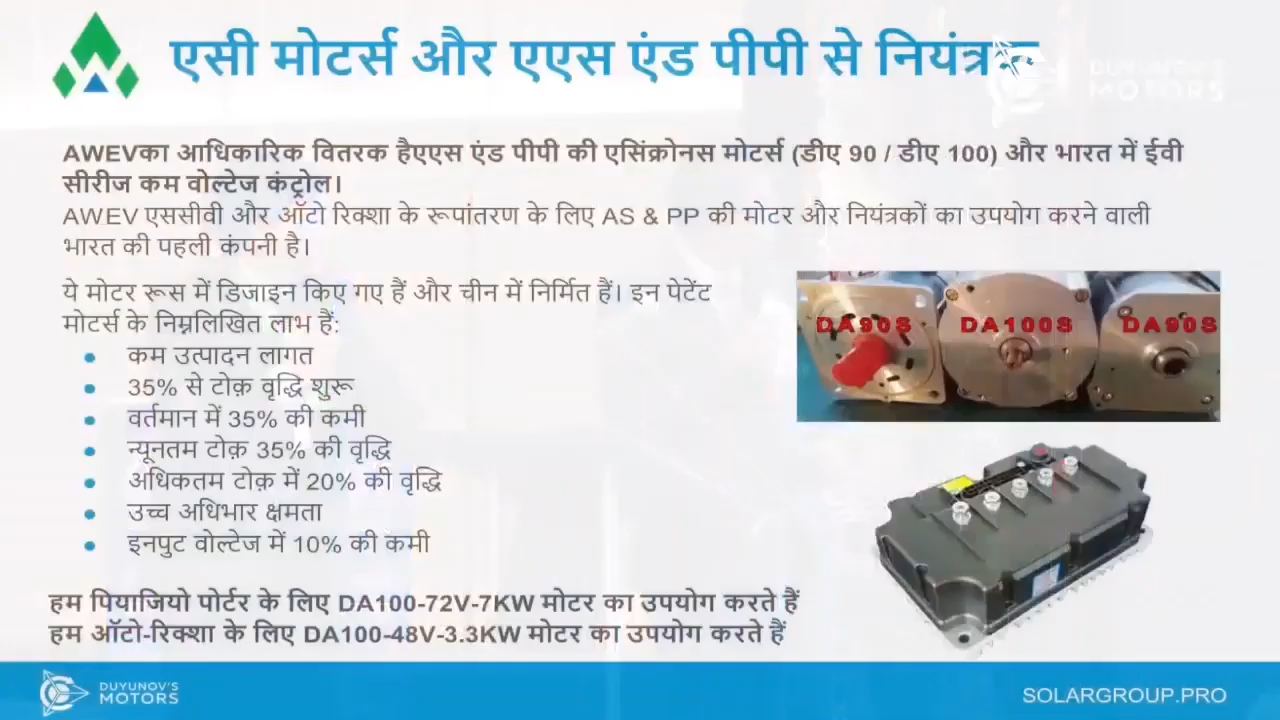 एसी मोटर्स और एएस एंड पीपी से नियंत्रक
DUYUNOV'S
MOTORS
AWEVका आधिकारिक वितरक हैएएस एंड पीपी की एसिंक्रोनस मोटर्स (डीए 90 / डीए 100) और भारत में ईवी
सीरीज कम वोल्टेज कंट्रोल।
AWEV एससीवी और ऑटो रिक्शा के रूपांतरण के लिए AS & PP की मोटर और नियंत्रकों का उपयोग करने वाली
भारत की पहली कंपनी है।
ये मोटर रूस में डिजाइन किए गए हैं और चीन में निर्मित हैं। इन पेटेंट
मोटर्स के निम्नलिखित लाभ हैं:
कम उत्पादन लागत
35% से टोक़ वृद्धि शुरू
वर्तमान में 35% की कमी
न्यूनतम टोक़ 35% की वृद्धि
अधिकतम टोक़ में 20% की वृद्धि
उच्च अधिभार क्षमता
इनपुट वोल्टेज में 10% की कमी
DA90S DA100S DA90S
हम पियाजियो पोर्टर के लिए DA100-72V-7KW मोटर का उपयोग करते हैं
हम ऑटो-रिक्शा के लिए DA100-48V-3.3KW मोटर का उपयोग करते हैं
DUYUNOV'S
MOTORS
SOLARGROUP.PRO